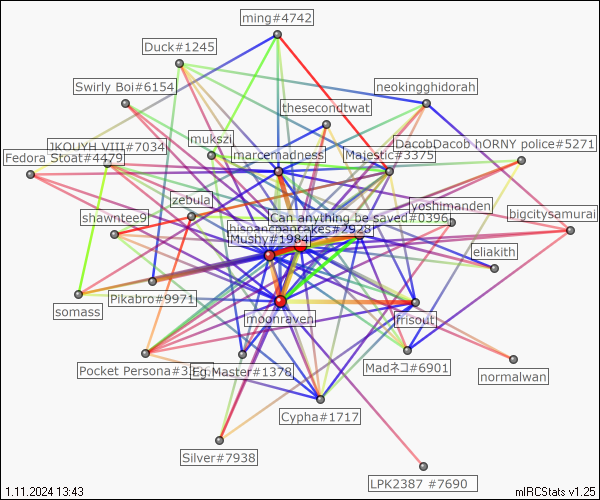 ming#4742
Duck#1245
Swirly Boi#6154
neokingghidorah
thesecondtwat
mukszi
DacobDacob hORNY police#5271
JKOUYH VIII#7034
Fedora Stoat#4479
marcemadness
Majestic#3375
zebula
yoshimanden
shawntee9
Can anything be saved#0396
bigcitysamurai
hispancpancakes#2928
Mushy#1984
eliakith
somass
Pikabro#9971
moonraven
frisout
Pocket Persona#3
Eg.Master#1378
Madネコ#6901
normalwan
Cypha#1717
Silver#7938
LPK2387 #7690
1.11.2024 13:43
mIRCStats v1.25